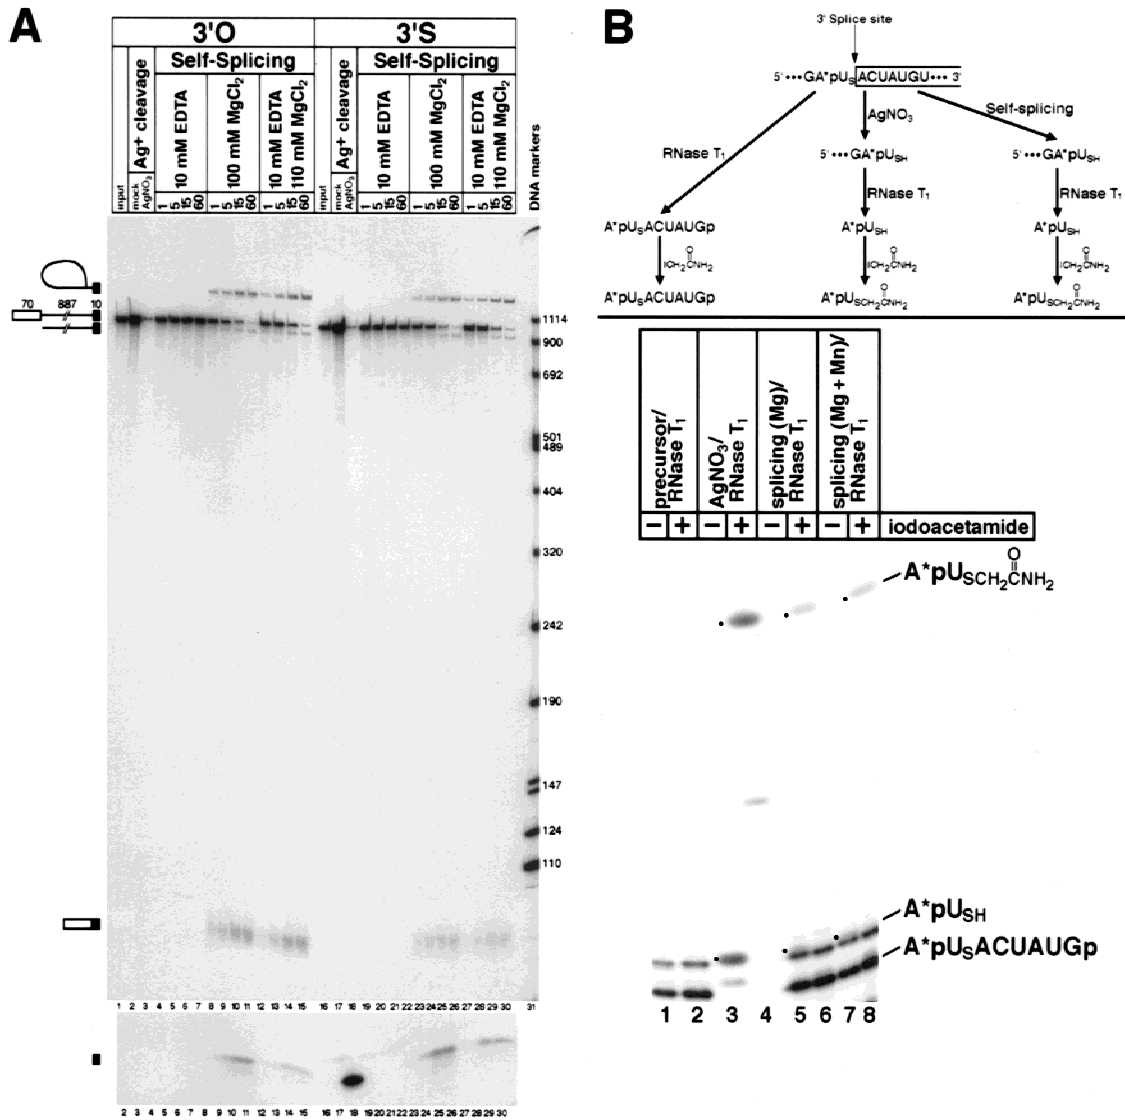 A
3'O
3'S
Self-Splicing
Self-Splicing
input
mock
AgNO3
Ag+ cleavage
10 mM EDTA
100 mM MgCl2
10 mM EDTA
110 mM MgCl2
input
mock
AgNO3
Ag+ cleavage
10 mM EDTA
100 mM MgCl2
10 mM EDTA
110 mM MgCl2
DNA markers
1 5 15 60 1 5 15 60 1 5 15 60
1 5 15 60 1 5 15 60 1 5 15 60
70 887 10
1114
900
692
501
489
404
320
242
190
147
124
110
1 2 3 4 5 6 7 8 9 10 11 12 13 14 15 16 17 18 19 20 21 22 23 24 25 26 27 28 29 30 31
2 3 4 5 6 7 8 9 10 11 12 13 14 15 16 17 18 19 20 21 22 23 24 25 26 27 28 29 30
B
3' Splice site
5' ···GA*pUSACUAUGU··· 3'
RNase T1
AgNO3
Self-splicing
5' ···GA*pUSH
5' ···GA*pUSH
RNase T1
RNase T1
A*pUSACUAUGp
A*pUSH
A*pUSH
ICH2CNH2
O
ICH2CNH2
O
ICH2CNH2
O
A*pUSACUAUGp
A*pUSCH2CNH2
O
A*pUSCH2CNH2
O
precursor/
RNase T1
AgNO3/
RNase T1
splicing (Mg)/
RNase T1
splicing (Mg + Mn)/
RNase T1
− + − + − + − + iodoacetamide
A*pUSCH2CNH2
O
A*pUSH
A*pUSACUAUGp
1 2 3 4 5 6 7 8